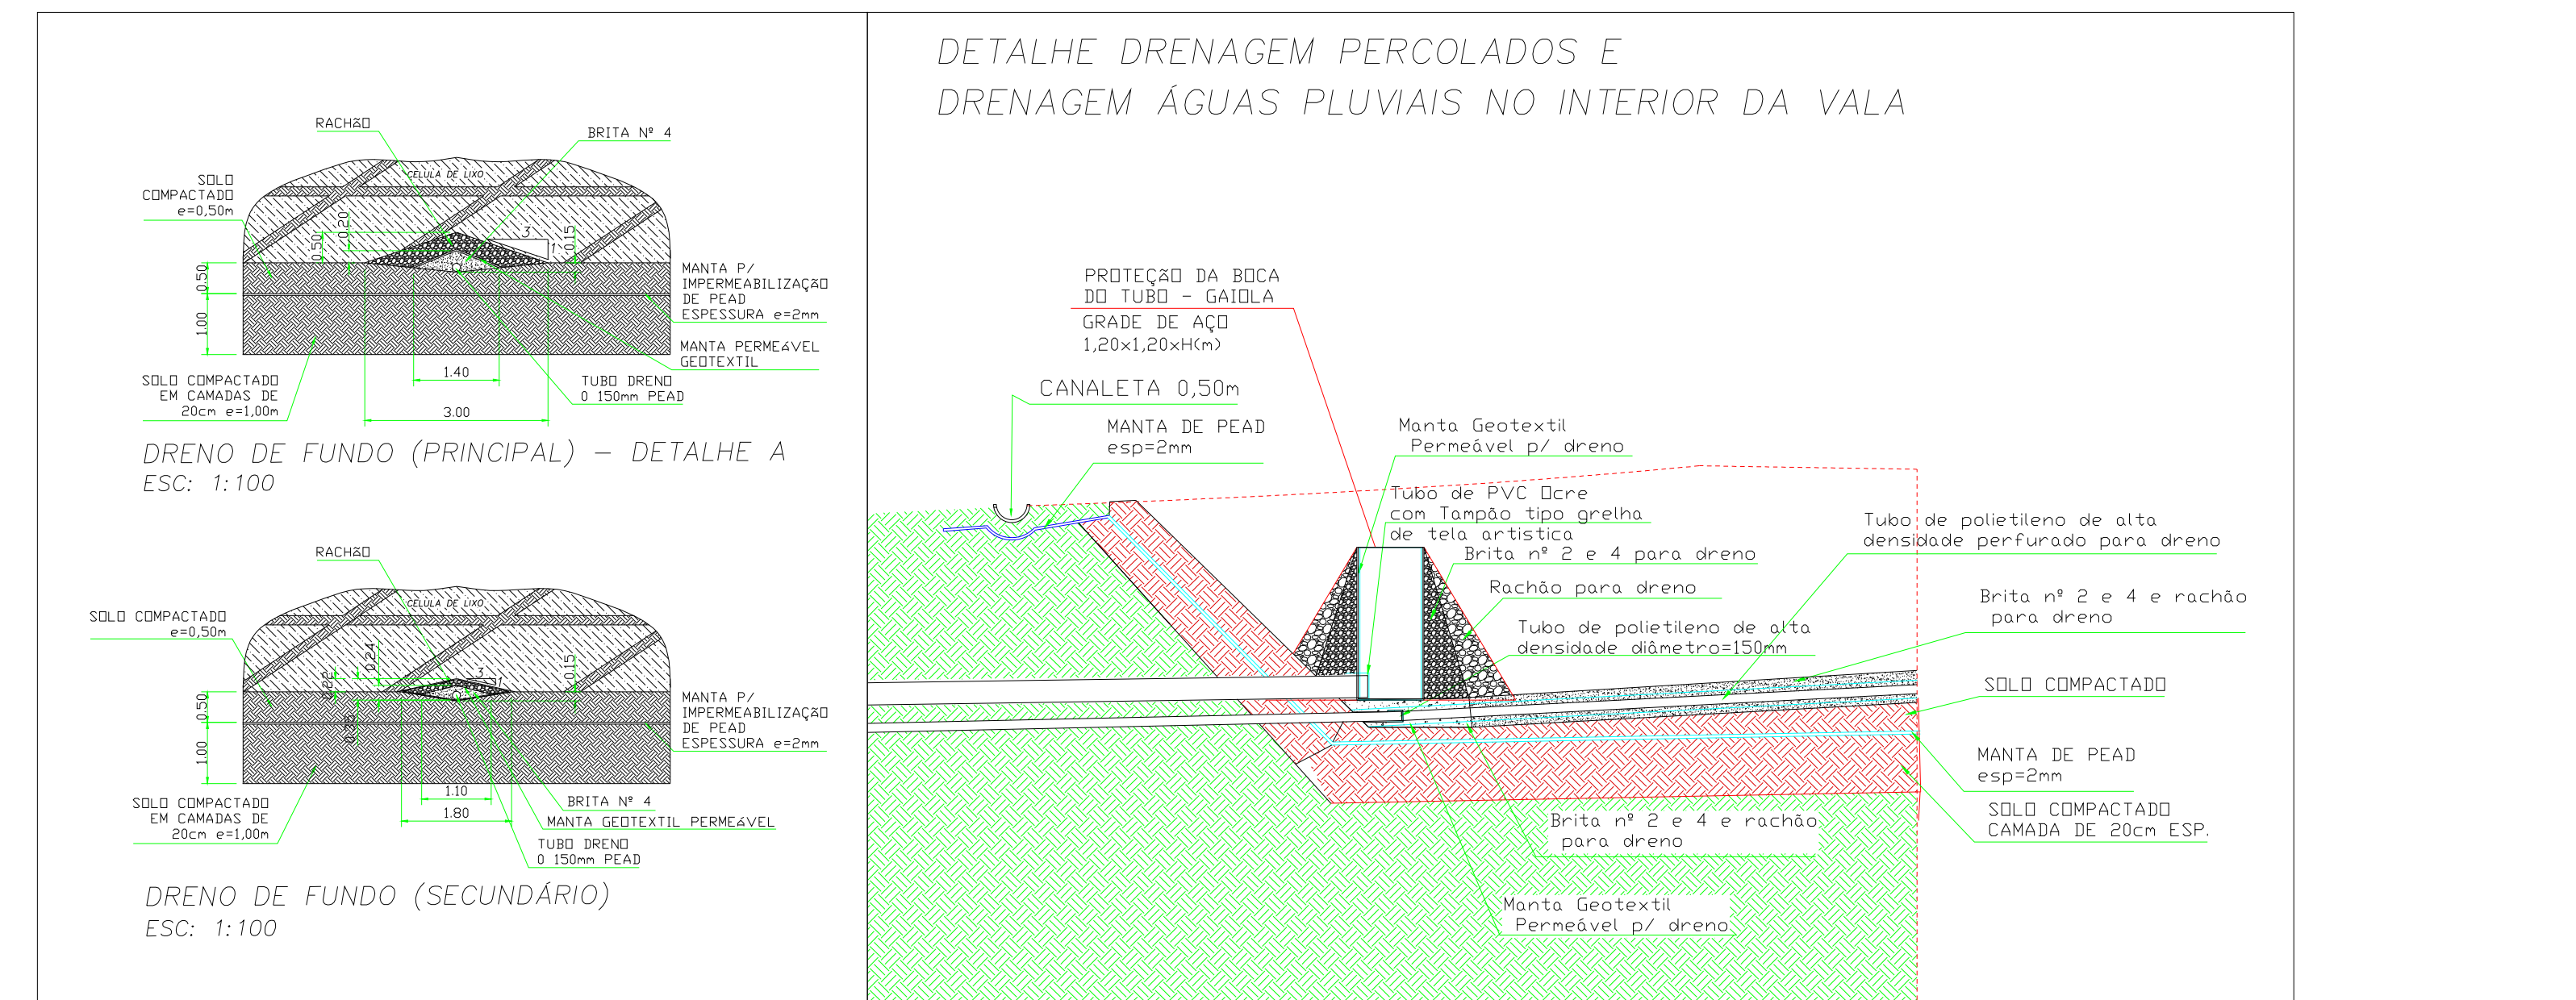 RACHÃO
BRITA Nº 4
CELULA DE LIXO
SOLO
COMPACTADO
e=0,50m
0.20
0.50
3
1
0.15
0.50
1.00
MANTA P/
IMPERMEABILIZAÇÃO
DE PEAD
ESPESSURA e=2mm
MANTA PERMEÁVEL
GEOTEXTIL
1.40
TUBO DRENO
0 150mm PEAD
SOLO COMPACTADO
EM CAMADAS DE
20cm e=1,00m
3.00
DRENO DE FUNDO (PRINCIPAL) - DETALHE A
ESC: 1:100
RACHÃO
CELULA DE LIXO
SOLO COMPACTADO
e=0,50m
0.24
0.22
3
1
0.15
0.50
1.00
MANTA P/
IMPERMEABILIZAÇÃO
DE PEAD
ESPESSURA e=2mm
1.10
1.80
BRITA Nº 4
MANTA GEOTEXTIL PERMEÁVEL
SOLO COMPACTADO
EM CAMADAS DE
20cm e=1,00m
TUBO DRENO
0 150mm PEAD
DRENO DE FUNDO (SECUNDÁRIO)
ESC: 1:100
DETALHE DRENAGEM PERCOLADOS E
DRENAGEM ÁGUAS PLUVIAIS NO INTERIOR DA VALA
PROTEÇÃO DA BOCA
DO TUBO - GAIOLA
GRADE DE AÇO
1,20x1,20xH(m)
CANALETA 0,50m
MANTA DE PEAD
esp=2mm
Manta Geotextil
Permeável p/ dreno
Tubo de PVC Ocre
com Tampão tipo grelha
de tela artistica
Brita nº 2 e 4 para dreno
Rachão para dreno
Tubo de polietileno de alta
densidade diâmetro=150mm
Tubo de polietileno de alta
densidade perfurado para dreno
Brita nº 2 e 4 e rachão
para dreno
SOLO COMPACTADO
MANTA DE PEAD
esp=2mm
SOLO COMPACTADO
CAMADA DE 20cm ESP.
Brita nº 2 e 4 e rachão
para dreno
Manta Geotextil
Permeável p/ dreno